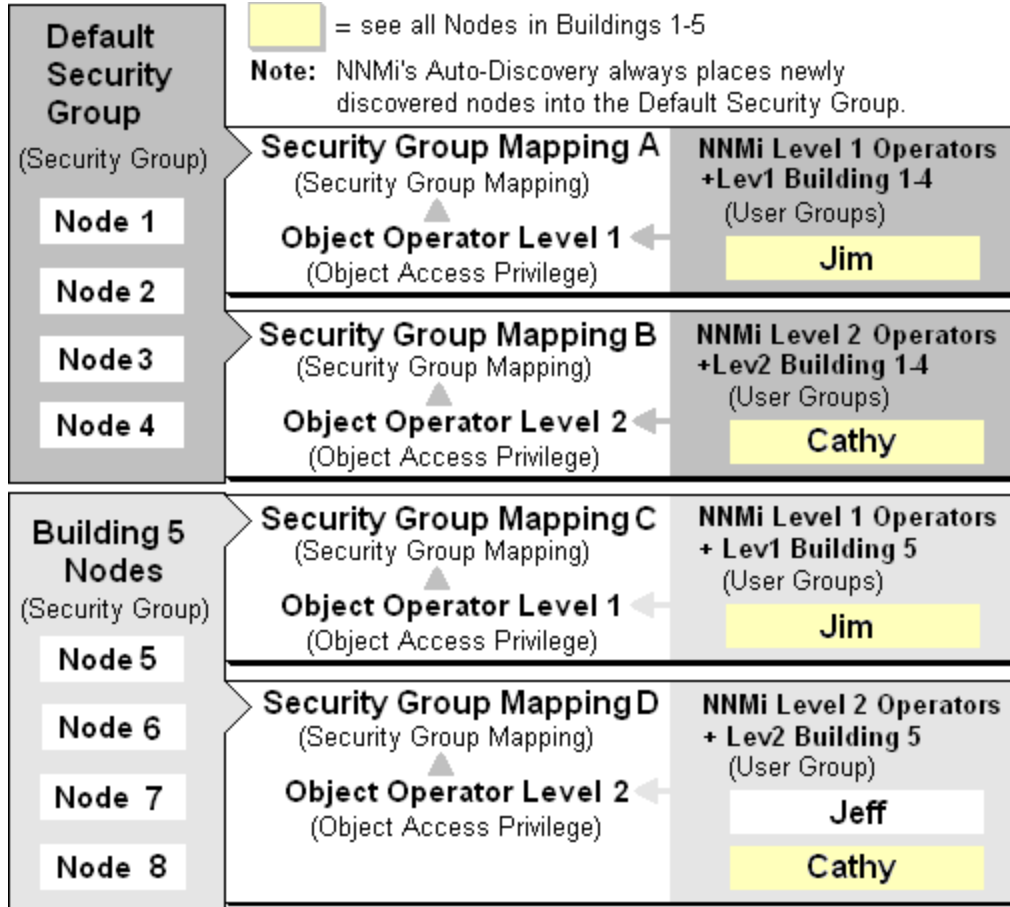 Default
Security
Group
(Security Group)
Node 1
Node 2
Node 3
Node 4
= see all Nodes in Buildings 1-5
Note: NNMi's Auto-Discovery always places newly
discovered nodes into the Default Security Group.
Security Group Mapping A
(Security Group Mapping)
Object Operator Level 1
(Object Access Privilege)
NNMi Level 1 Operators
+Lev1 Building 1-4
(User Groups)
Jim
Security Group Mapping B
(Security Group Mapping)
Object Operator Level 2
(Object Access Privilege)
NNMi Level 2 Operators
+Lev2 Building 1-4
(User Groups)
Cathy
Building 5
Nodes
(Security Group)
Node 5
Node 6
Node 7
Node 8
Security Group Mapping C
(Security Group Mapping)
Object Operator Level 1
(Object Access Privilege)
NNMi Level 1 Operators
+ Lev1 Building 5
(User Groups)
Jim
Security Group Mapping D
(Security Group Mapping)
Object Operator Level 2
(Object Access Privilege)
NNMi Level 2 Operators
+ Lev2 Building 5
(User Group)
Jeff
Cathy